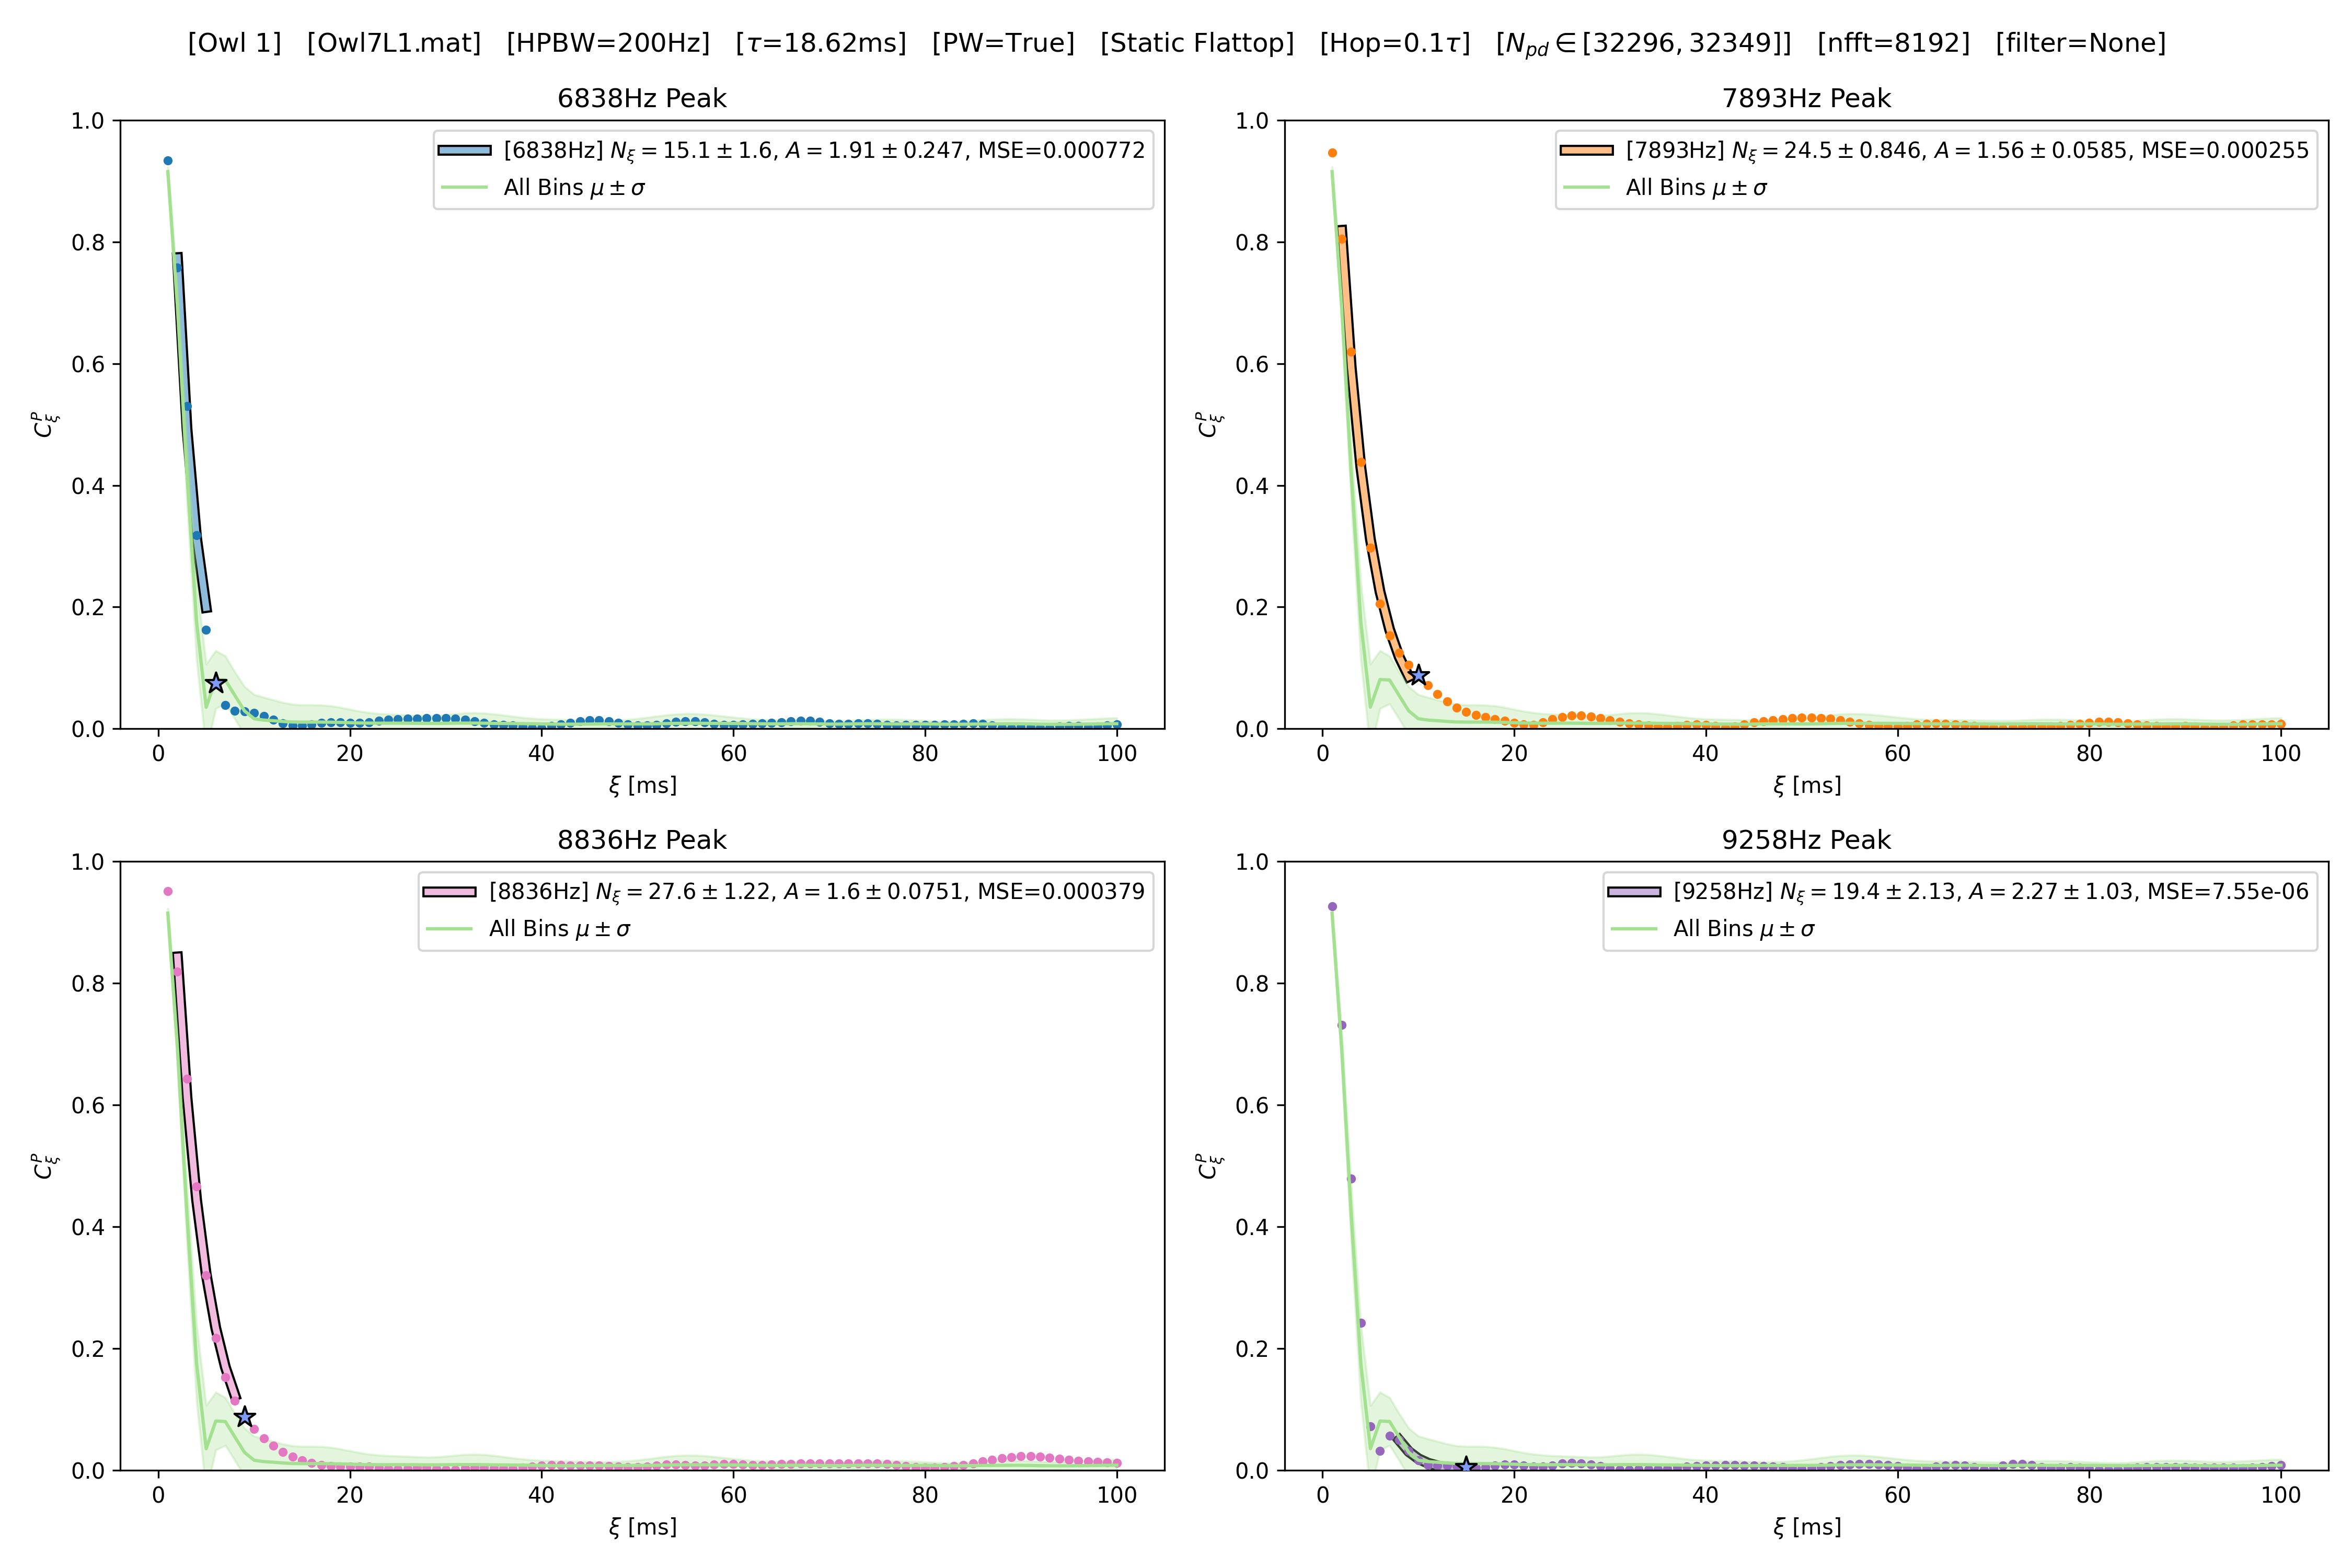 [Owl 1] [Owl7L1.mat] [HPBW=200Hz] [τ=18.62ms] [PW=True] [Static Flattop] [Hop=0.1τ] [N_{pd} ∈ [32296, 32349]] [nfft=8192] [filter=None]
6838Hz Peak
[6838Hz] N_ξ = 15.1 ± 1.6, A = 1.91 ± 0.247, MSE=0.000772
All Bins μ ± σ
1.0
0.8
0.6
0.4
0.2
0.0
C_ξ^P
0 20 40 60 80 100
ξ [ms]
7893Hz Peak
[7893Hz] N_ξ = 24.5 ± 0.846, A = 1.56 ± 0.0585, MSE=0.000255
All Bins μ ± σ
1.0
0.8
0.6
0.4
0.2
0.0
C_ξ^P
0 20 40 60 80 100
ξ [ms]
8836Hz Peak
[8836Hz] N_ξ = 27.6 ± 1.22, A = 1.6 ± 0.0751, MSE=0.000379
All Bins μ ± σ
1.0
0.8
0.6
0.4
0.2
0.0
C_ξ^P
0 20 40 60 80 100
ξ [ms]
9258Hz Peak
[9258Hz] N_ξ = 19.4 ± 2.13, A = 2.27 ± 1.03, MSE=7.55e-06
All Bins μ ± σ
1.0
0.8
0.6
0.4
0.2
0.0
C_ξ^P
0 20 40 60 80 100
ξ [ms]